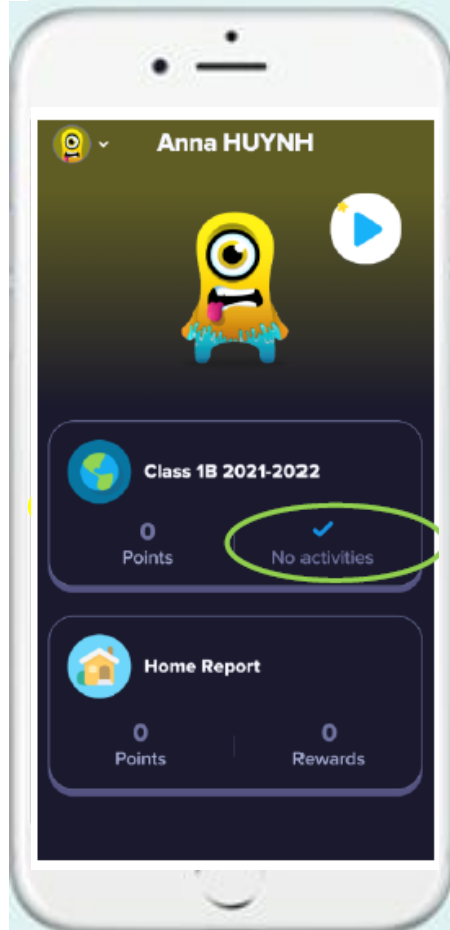 Anna HUYNH
Class 1B 2021-2022
0
Points
No activities
Home Report
0
Points
0
Rewards